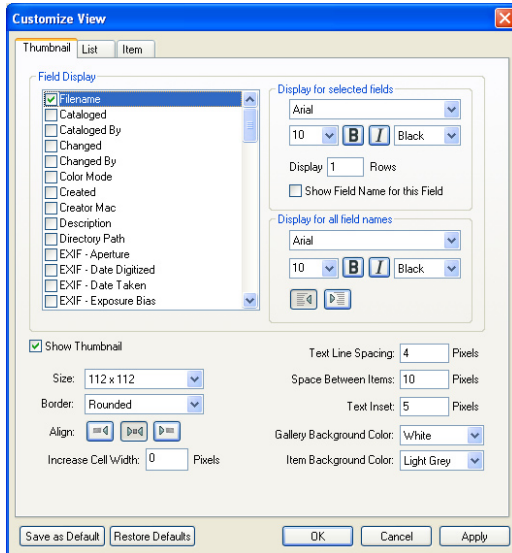 Customize View
Thumbnail List Item
Field Display
Filename
Cataloged
Cataloged By
Changed
Changed By
Color Mode
Created
Creator Mac
Description
Directory Path
EXIF - Aperture
EXIF - Date Digitized
EXIF - Date Taken
EXIF - Exposure Bias
Display for selected fields
Arial
10 B I Black
Display 1 Rows
Show Field Name for this Field
Display for all field names
Arial
10 B I Black
Show Thumbnail
Size: 112 x 112
Border: Rounded
Align:
Increase Cell Width: 0 Pixels
Text Line Spacing: 4 Pixels
Space Between Items: 10 Pixels
Text Inset: 5 Pixels
Gallery Background Color: White
Item Background Color: Light Grey
Save as Default Restore Defaults OK Cancel Apply